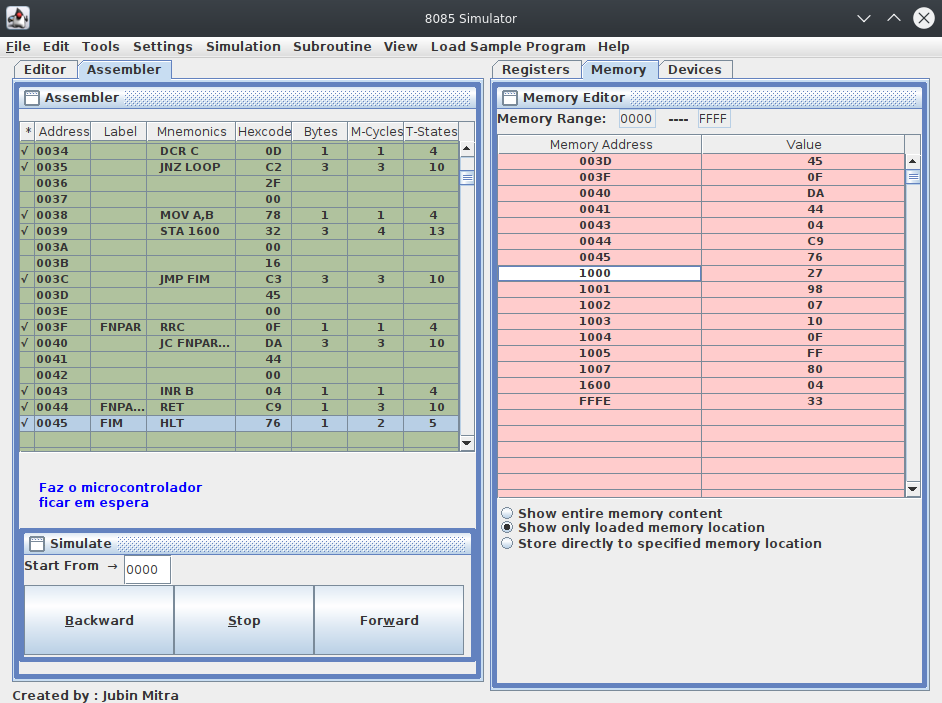 8085 Simulator
File Edit Tools Settings Simulation Subroutine View Load Sample Program Help
Editor Assembler
Assembler
* Address Label Mnemonics Hexcode Bytes M-Cycles T-States
√ 0034 DCR C 0D 1 1 4
√ 0035 JNZ LOOP C2 3 3 10
0036 2F
0037 00
√ 0038 MOV A,B 78 1 1 4
√ 0039 STA 1600 32 3 4 13
003A 00
003B 16
√ 003C JMP FIM C3 3 3 10
003D 45
003E 00
√ 003F FNPAR RRC 0F 1 1 4
√ 0040 JC FNPAR... DA 3 3 10
0041 44
0042 00
√ 0043 INR B 04 1 1 4
√ 0044 FNPA... RET C9 1 3 10
√ 0045 FIM HLT 76 1 2 5
Faz o microcontrolador
ficar em espera
Simulate
Start From → 0000
Backward Stop Forward
Created by : Jubin Mitra
Registers Memory Devices
Memory Editor
Memory Range: 0000 ---- FFFF
Memory Address Value
003D 45
003F 0F
0040 DA
0041 44
0043 04
0044 C9
0045 76
1000 27
1001 98
1002 07
1003 10
1004 0F
1005 FF
1007 80
1600 04
FFFE 33
Show entire memory content
Show only loaded memory location
Store directly to specified memory location